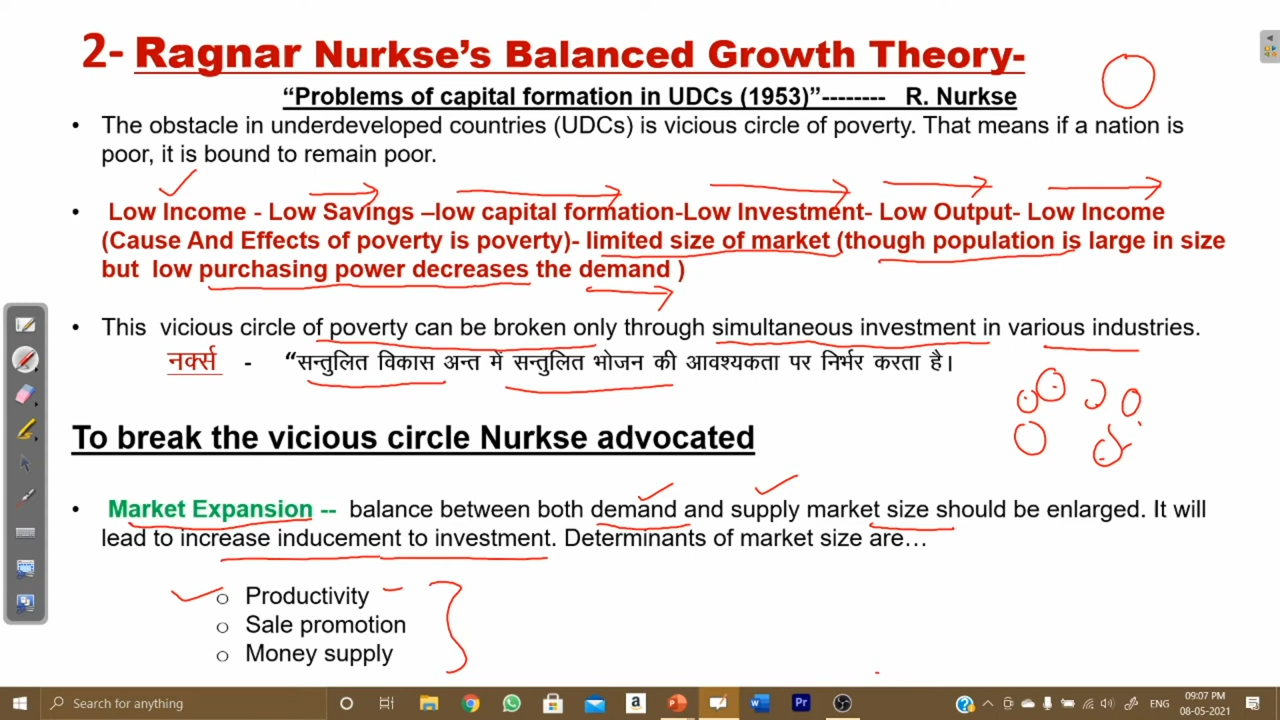 2- Ragnar Nurkse’s Balanced Growth Theory-
“Problems of capital formation in UDCs (1953)”-------- R. Nurkse
• The obstacle in underdeveloped countries (UDCs) is vicious circle of poverty. That means if a nation is
poor, it is bound to remain poor.
• Low Income - Low Savings –low capital formation-Low Investment- Low Output- Low Income
(Cause And Effects of poverty is poverty)- limited size of market (though population is large in size
but low purchasing power decreases the demand )
• This vicious circle of poverty can be broken only through simultaneous investment in various industries.
नर्क्स - “सन्तुलित विकास अन्त में सन्तुलित भोजन की आवश्यकता पर निर्भर करता है।
To break the vicious circle Nurkse advocated
• Market Expansion -- balance between both demand and supply market size should be enlarged. It will
lead to increase inducement to investment. Determinants of market size are…
o Productivity
o Sale promotion
o Money supply
Search for anything
ENG
09:07 PM
08-05-2021